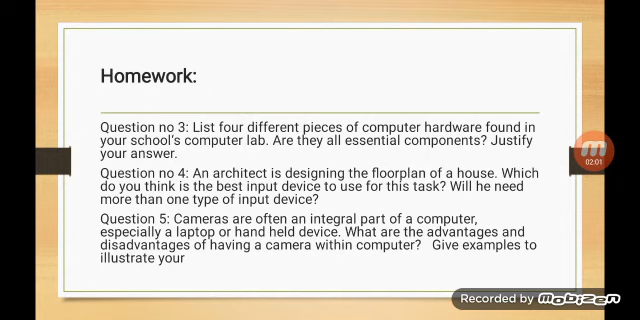 Homework:
Question no 3: List four different pieces of computer hardware found in
your school's computer lab. Are they all essential components? Justify
your answer.
Question no 4: An architect is designing the floorplan of a house. Which
do you think is the best input device to use for this task? Will he need
more than one type of input device?
Question 5: Cameras are often an integral part of a computer,
especially a laptop or hand held device. What are the advantages and
disadvantages of having a camera within computer? Give examples to
illustrate your
02:01
Recorded by Mobizen